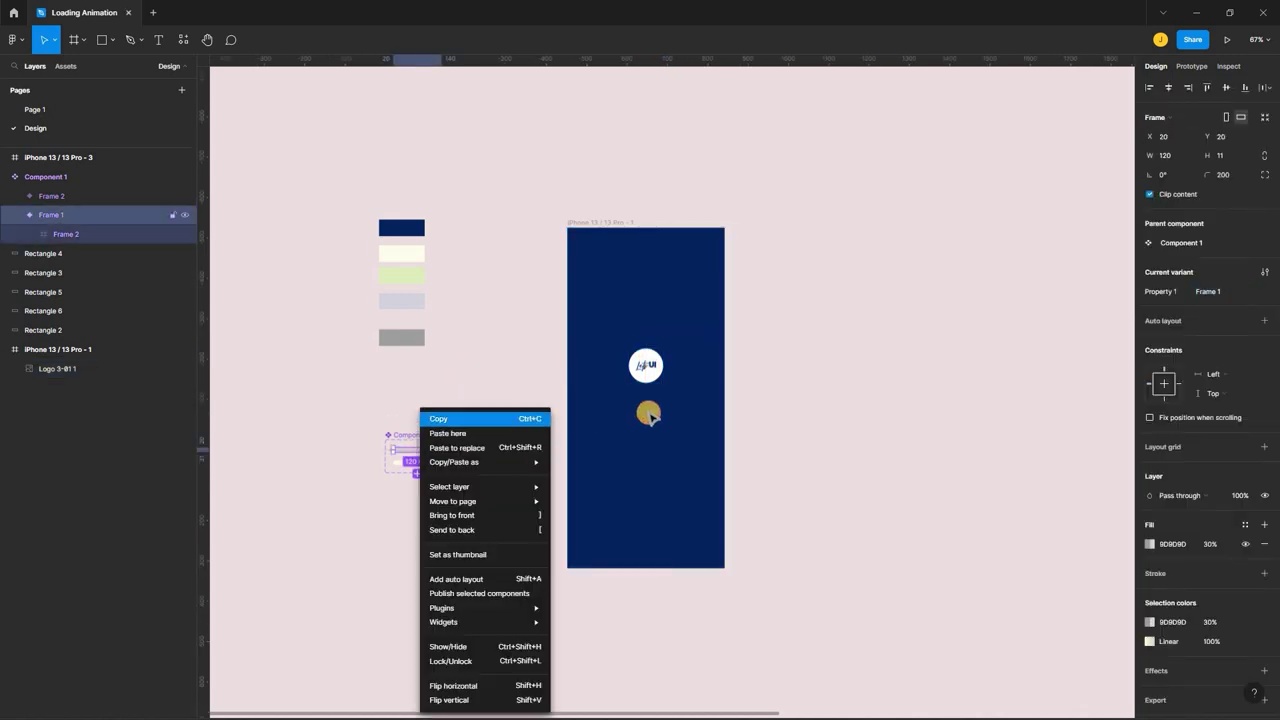 Loading Animation
Share
67%
Layers Assets Design
Pages
Page 1
Design
iPhone 13 / 13 Pro - 3
Component 1
Frame 2
Frame 1
Frame 2
Rectangle 4
Rectangle 3
Rectangle 5
Rectangle 6
Rectangle 2
iPhone 13 / 13 Pro - 1
Logo 3-01 1
iPhone 13 / 13 Pro - 1
UI
Compon
120
Copy Ctrl+C
Paste here
Paste to replace Ctrl+Shift+R
Copy/Paste as
Select layer
Move to page
Bring to front ]
Send to back [
Set as thumbnail
Add auto layout Shift+A
Publish selected components
Plugins
Widgets
Show/Hide Ctrl+Shift+H
Lock/Unlock Ctrl+Shift+L
Flip horizontal Shift+H
Flip vertical Shift+V
Design Prototype Inspect
Frame
X 20 Y 20
W 120 H 11
0° 200
Clip content
Parent component
Component 1
Current variant
Property 1 Frame 1
Auto layout
Constraints
Left
Top
Fix position when scrolling
Layout grid
Layer
Pass through 100%
Fill
9D9D9D 30%
Stroke
Selection colors
9D9D9D 30%
Linear 100%
Effects
Export
?